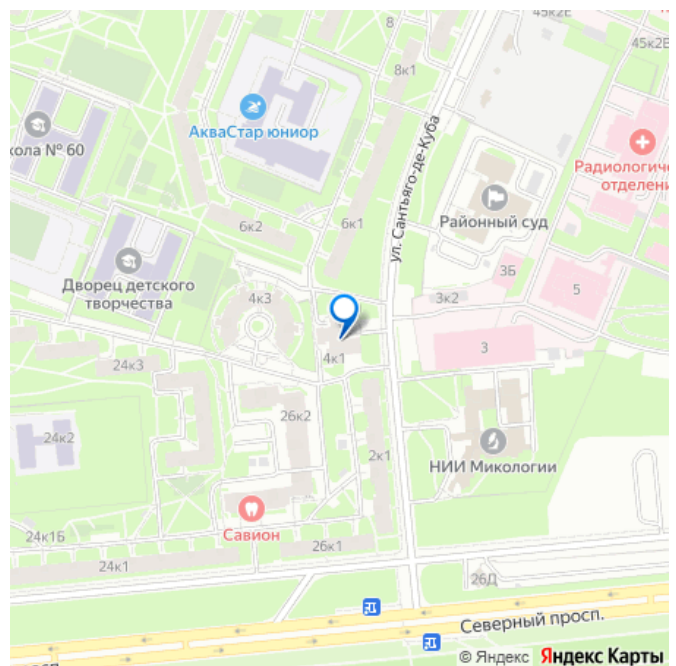 45к2Е
8
45к2Е
8к1
АкваСтар юниор
ул. Сантьяго-де-Куба
кола № 60
Радиологиче
отделени
Районный суд
6к2
6к1
Дворец детского
творчества
3Б
5
4к3
3к2
3
4к1
24к3
26к2
24к2
2к1
НИИ Микологии
24к1Б
Савион
26к1
24к1
26Д
Северный просп.
просп.
© Яндекс Яндекс Карты